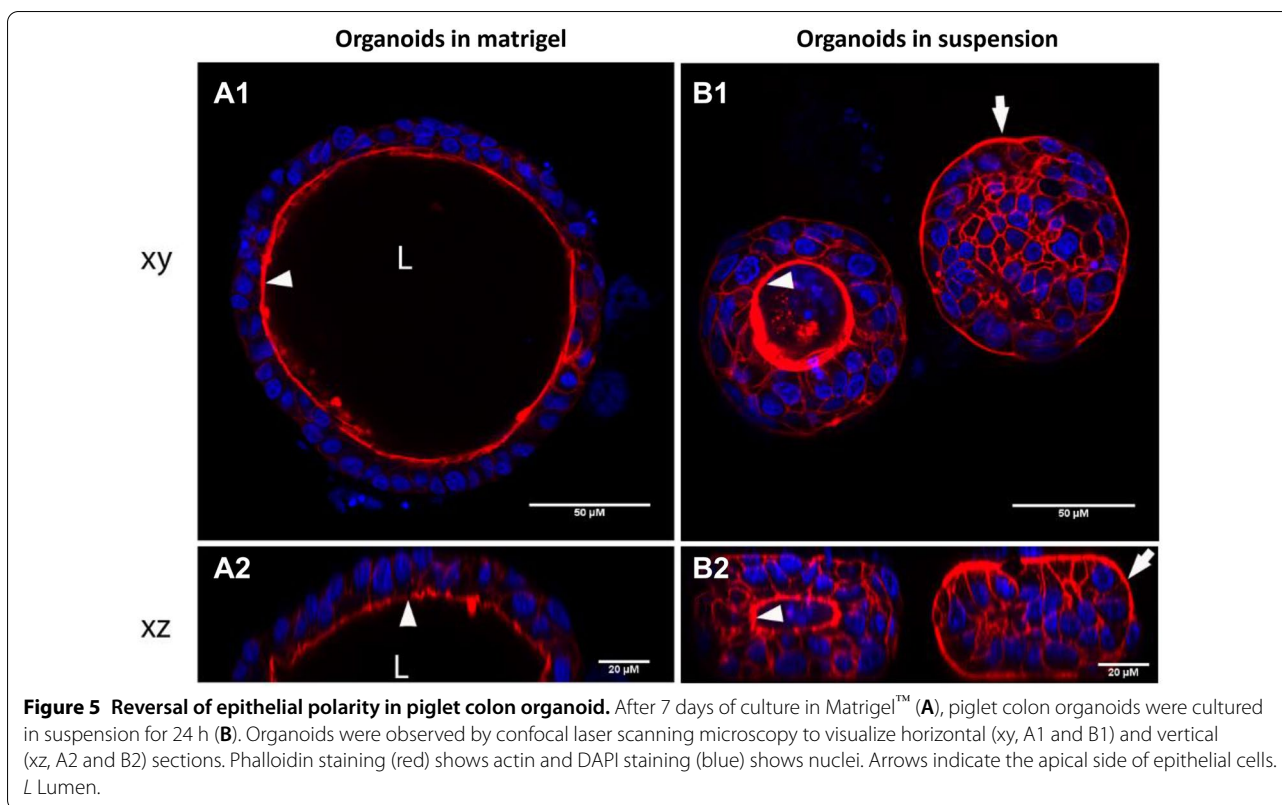 Organoids in matrigel
Organoids in suspension
A1
B1
xy
L
50 µM
50 µM
A2
B2
xz
L
20 µM
20 µM
Figure 5 Reversal of epithelial polarity in piglet colon organoid. After 7 days of culture in Matrigel™ (A), piglet colon organoids were cultured
in suspension for 24 h (B). Organoids were observed by confocal laser scanning microscopy to visualize horizontal (xy, A1 and B1) and vertical
(xz, A2 and B2) sections. Phalloidin staining (red) shows actin and DAPI staining (blue) shows nuclei. Arrows indicate the apical side of epithelial cells.
L Lumen.